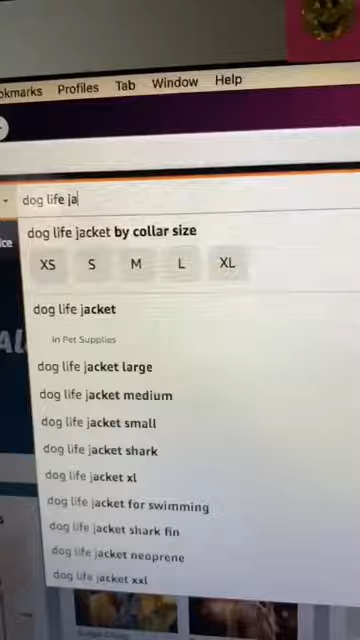 Profiles Tab Window Help
dog life ja
dog life jacket by collar size
XS S M L XL
dog life jacket
in Pet Supplies
dog life jacket large
dog life jacket medium
dog life jacket small
dog life jacket shark
dog life jacket xl
dog life jacket for swimming
dog life jacket shark fin
dog life jacket neoprene
dog life jacket xxl